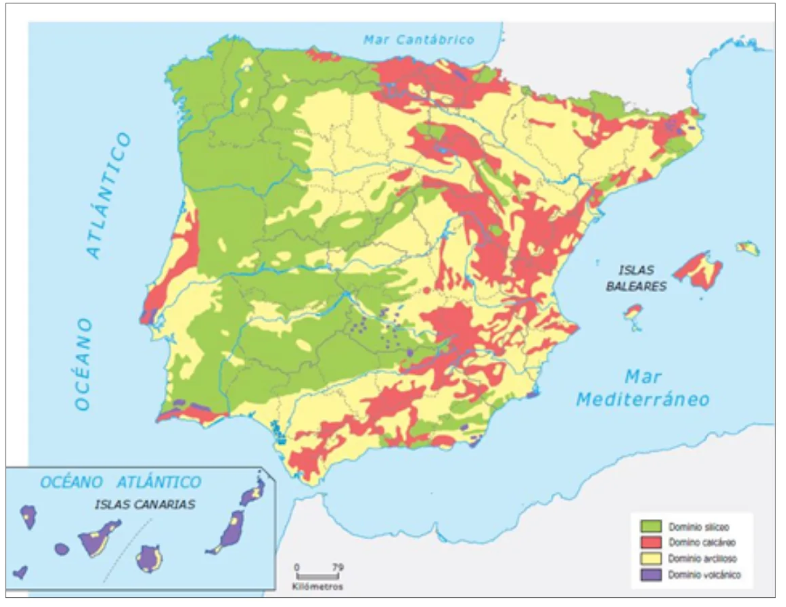 Mar Cantábrico
OCÉANO ATLÁNTICO
ISLAS
BALEARES
Mar
Mediterráneo
OCÉANO ATLÁNTICO
ISLAS CANARIAS
0 79
Kilómetros
Dominio silíceo
Domino calcáreo
Dominio arcilloso
Dominio volcánico